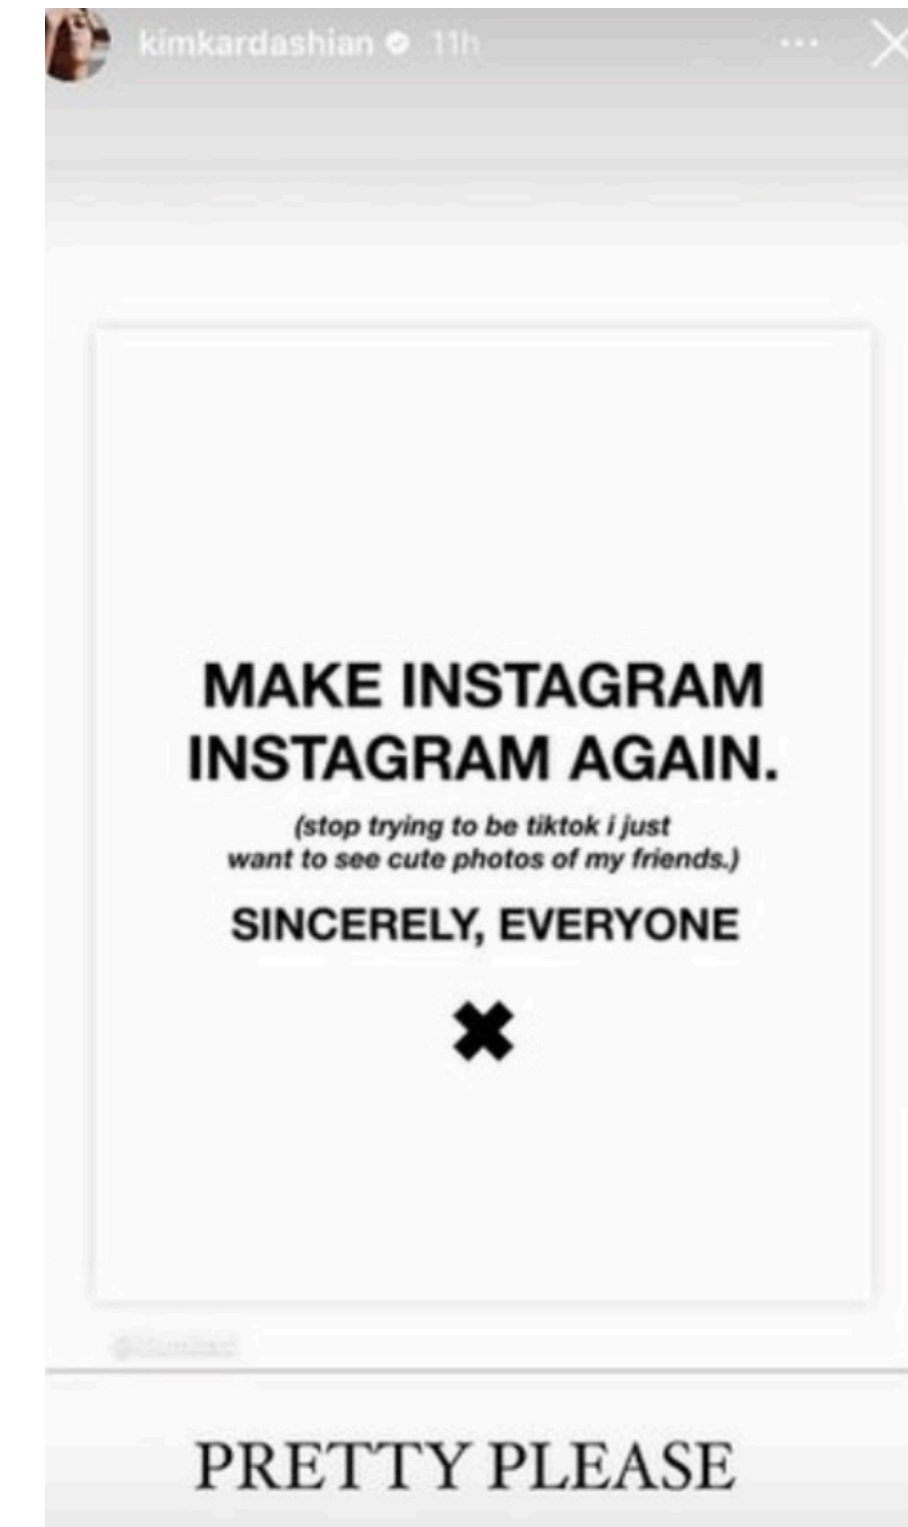 kimkardashian 11h
MAKE INSTAGRAM
INSTAGRAM AGAIN.
(stop trying to be tiktok i just
want to see cute photos of my friends.)
SINCERELY, EVERYONE
PRETTY PLEASE